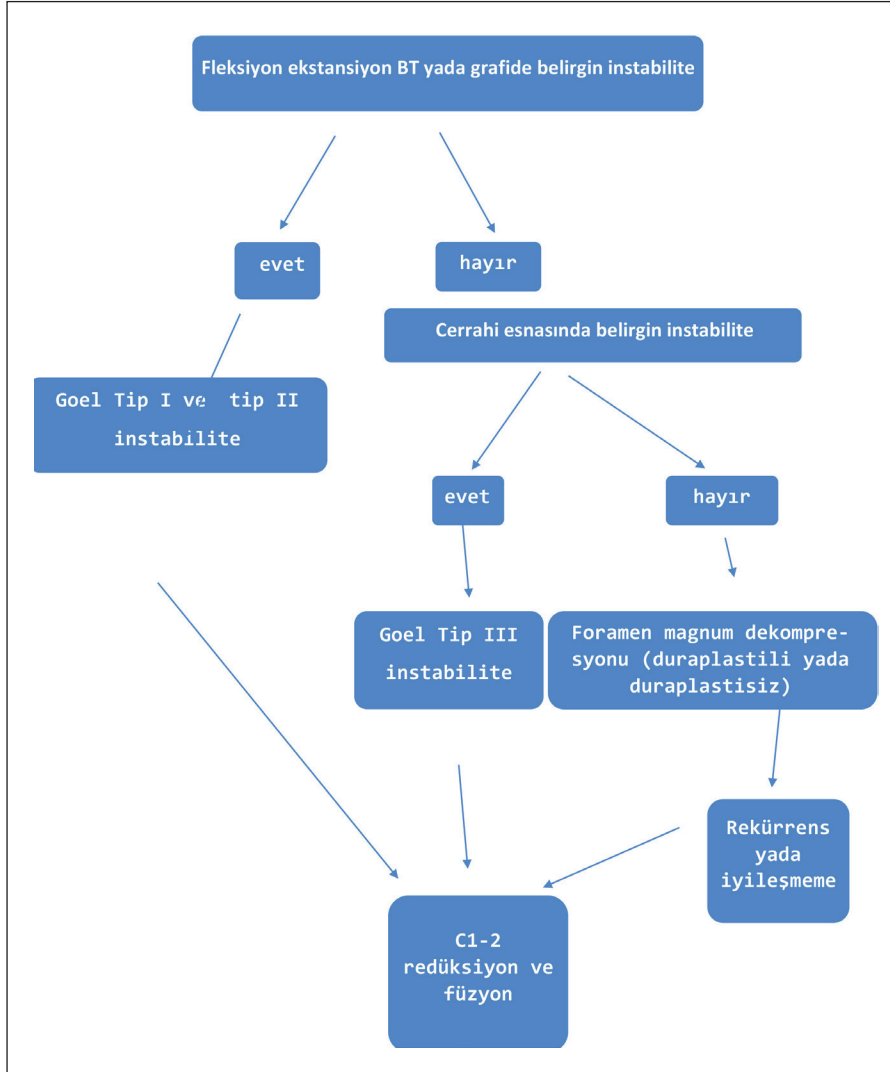 Fleksiyon ekstansiyon BT yada grafide belirgin instabilite
evet
hayır
Cerrahi esnasında belirgin instabilite
Goel Tip I ve tip II
instabilite
evet
hayır
Goel Tip III
instabilite
Foramen magnum dekompre-
syonu (duraplastili yada
duraplastisiz)
Rekürrens
yada
iyileşmeme
C1-2
redüksiyon ve
füzyon